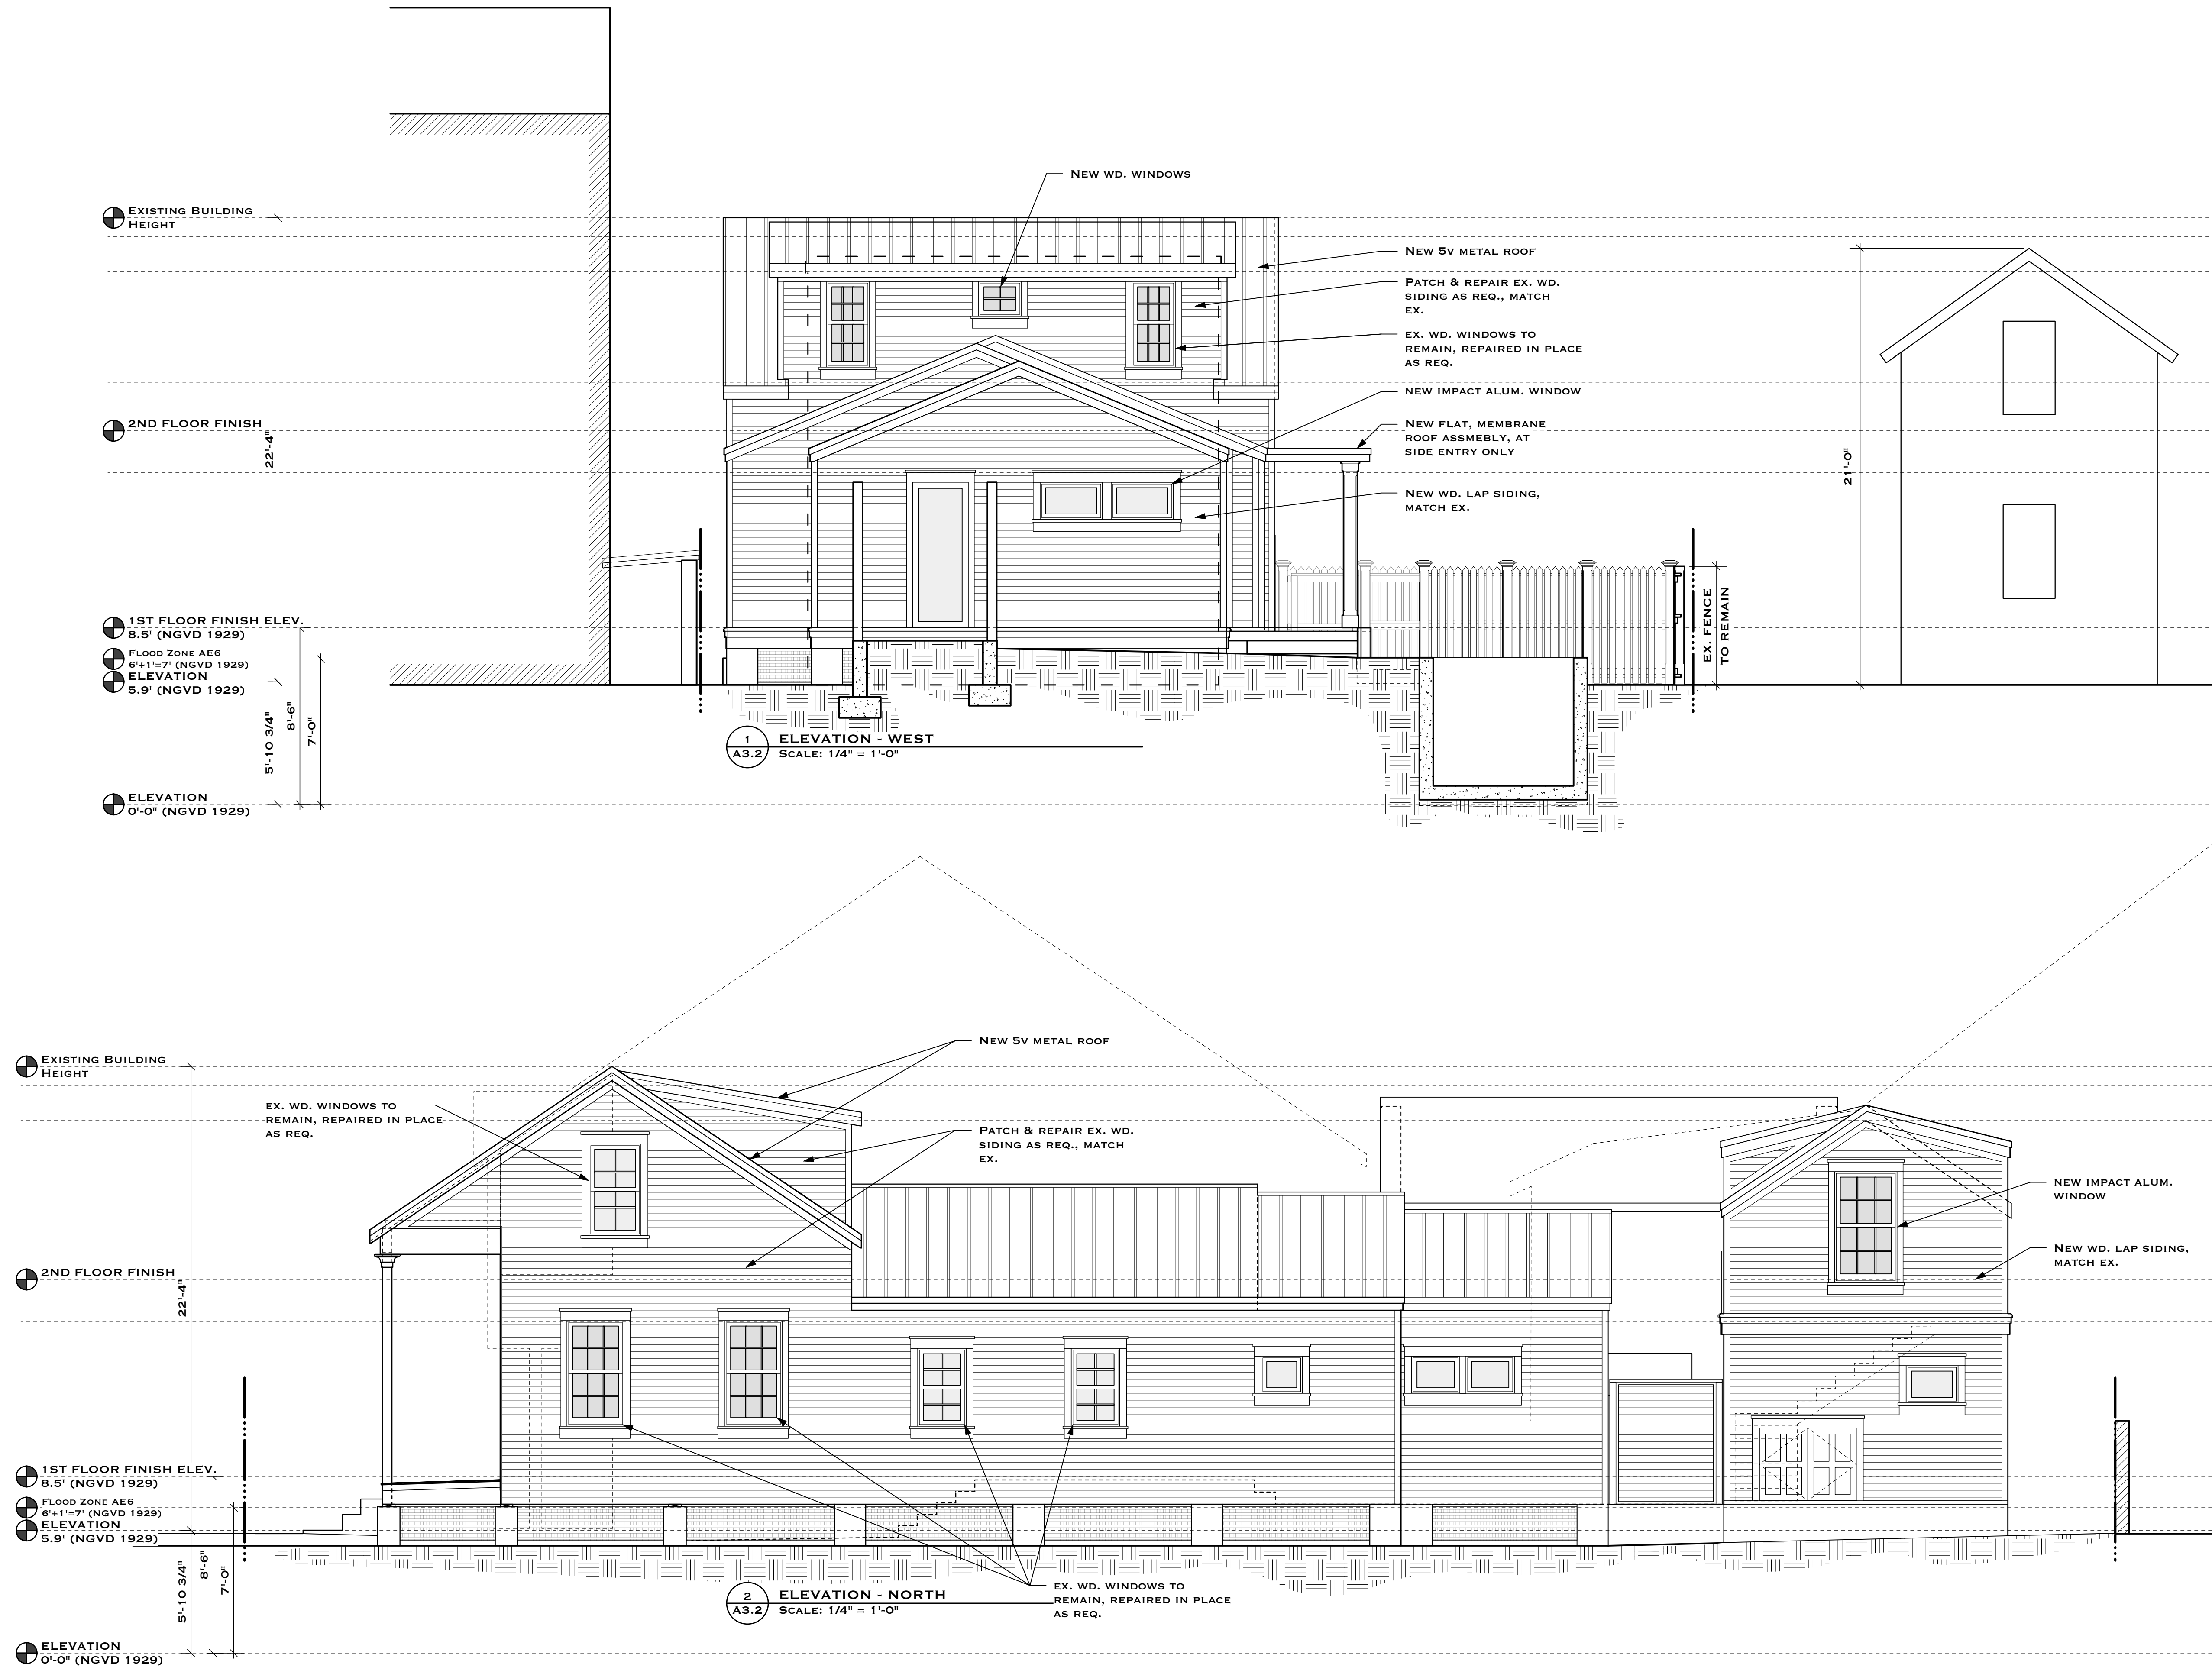 New wd. windows
Existing Building
Height
New 5v metal roof
Patch & repair ex. wd.
siding as req., match
ex.
ex. wd. windows to
remain, repaired in place
as req.
new impact alum. window
2nd floor finish
22'-4"
New flat, membrane
roof assmebly, at
side entry only
21'-0"
New wd. lap siding,
match ex.
1st floor finish elev.
8.5' (NGVD 1929)
Flood Zone AE6
6'+1'=7' (NGVD 1929)
Elevation
5.9' (NGVD 1929)
ex. fence
to remain
5'-10 3/4"
8'-6"
7'-0"
1
A3.2
Elevation - West
Scale: 1/4" = 1'-0"
Elevation
0'-0" (NGVD 1929)
New 5v metal roof
Existing Building
Height
ex. wd. windows to
remain, repaired in place
as req.
Patch & repair ex. wd.
siding as req., match
ex.
new impact alum.
window
New wd. lap siding,
match ex.
2nd floor finish
22'-4"
1st floor finish elev.
8.5' (NGVD 1929)
Flood Zone AE6
6'+1'=7' (NGVD 1929)
Elevation
5.9' (NGVD 1929)
5'-10 3/4"
8'-6"
7'-0"
2
A3.2
Elevation - North
Scale: 1/4" = 1'-0"
ex. wd. windows to
remain, repaired in place
as req.
Elevation
0'-0" (NGVD 1929)